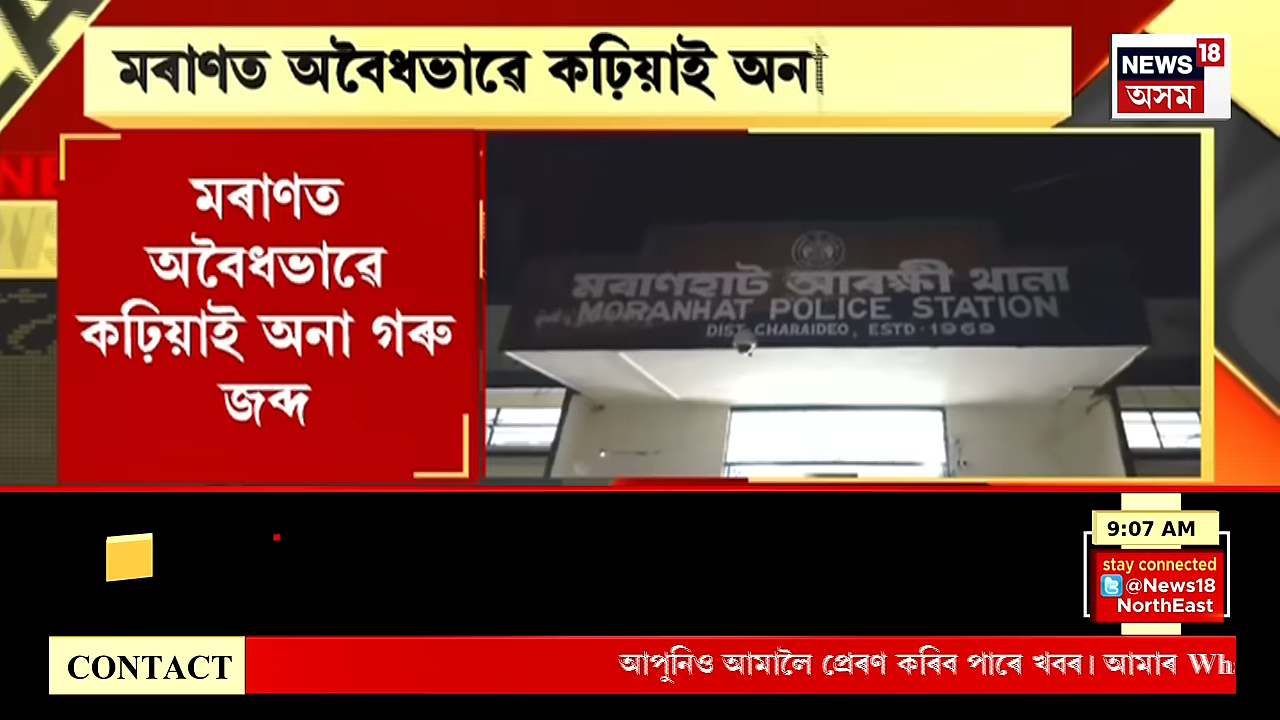 মৰাণত অবৈধভাৱে কঢ়িয়াই অনা
NEWS 18
অসম
মৰাণত
অবৈধভাৱে
কঢ়িয়াই অনা গৰু
জব্দ
মৰাণহাট আৰক্ষী থানা
MORANHAT POLICE STATION
DIST. CHARAIDEO, ESTD-1969
9:07 AM
stay connected
@News18
NorthEast
CONTACT
আপুনিও আমালৈ প্ৰেৰণ কৰিব পাৰে খবৰ। আমাৰ